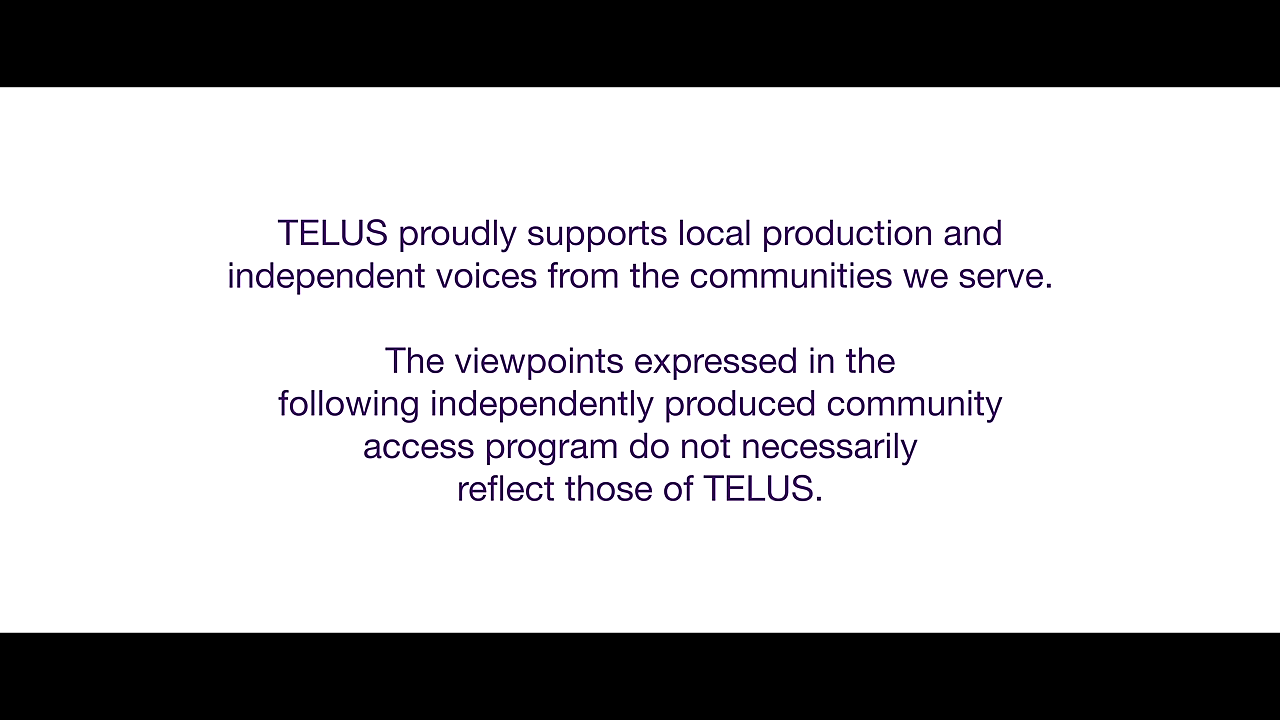 TELUS proudly supports local production and
independent voices from the communities we serve.
The viewpoints expressed in the
following independently produced community
access program do not necessarily
reflect those of TELUS.